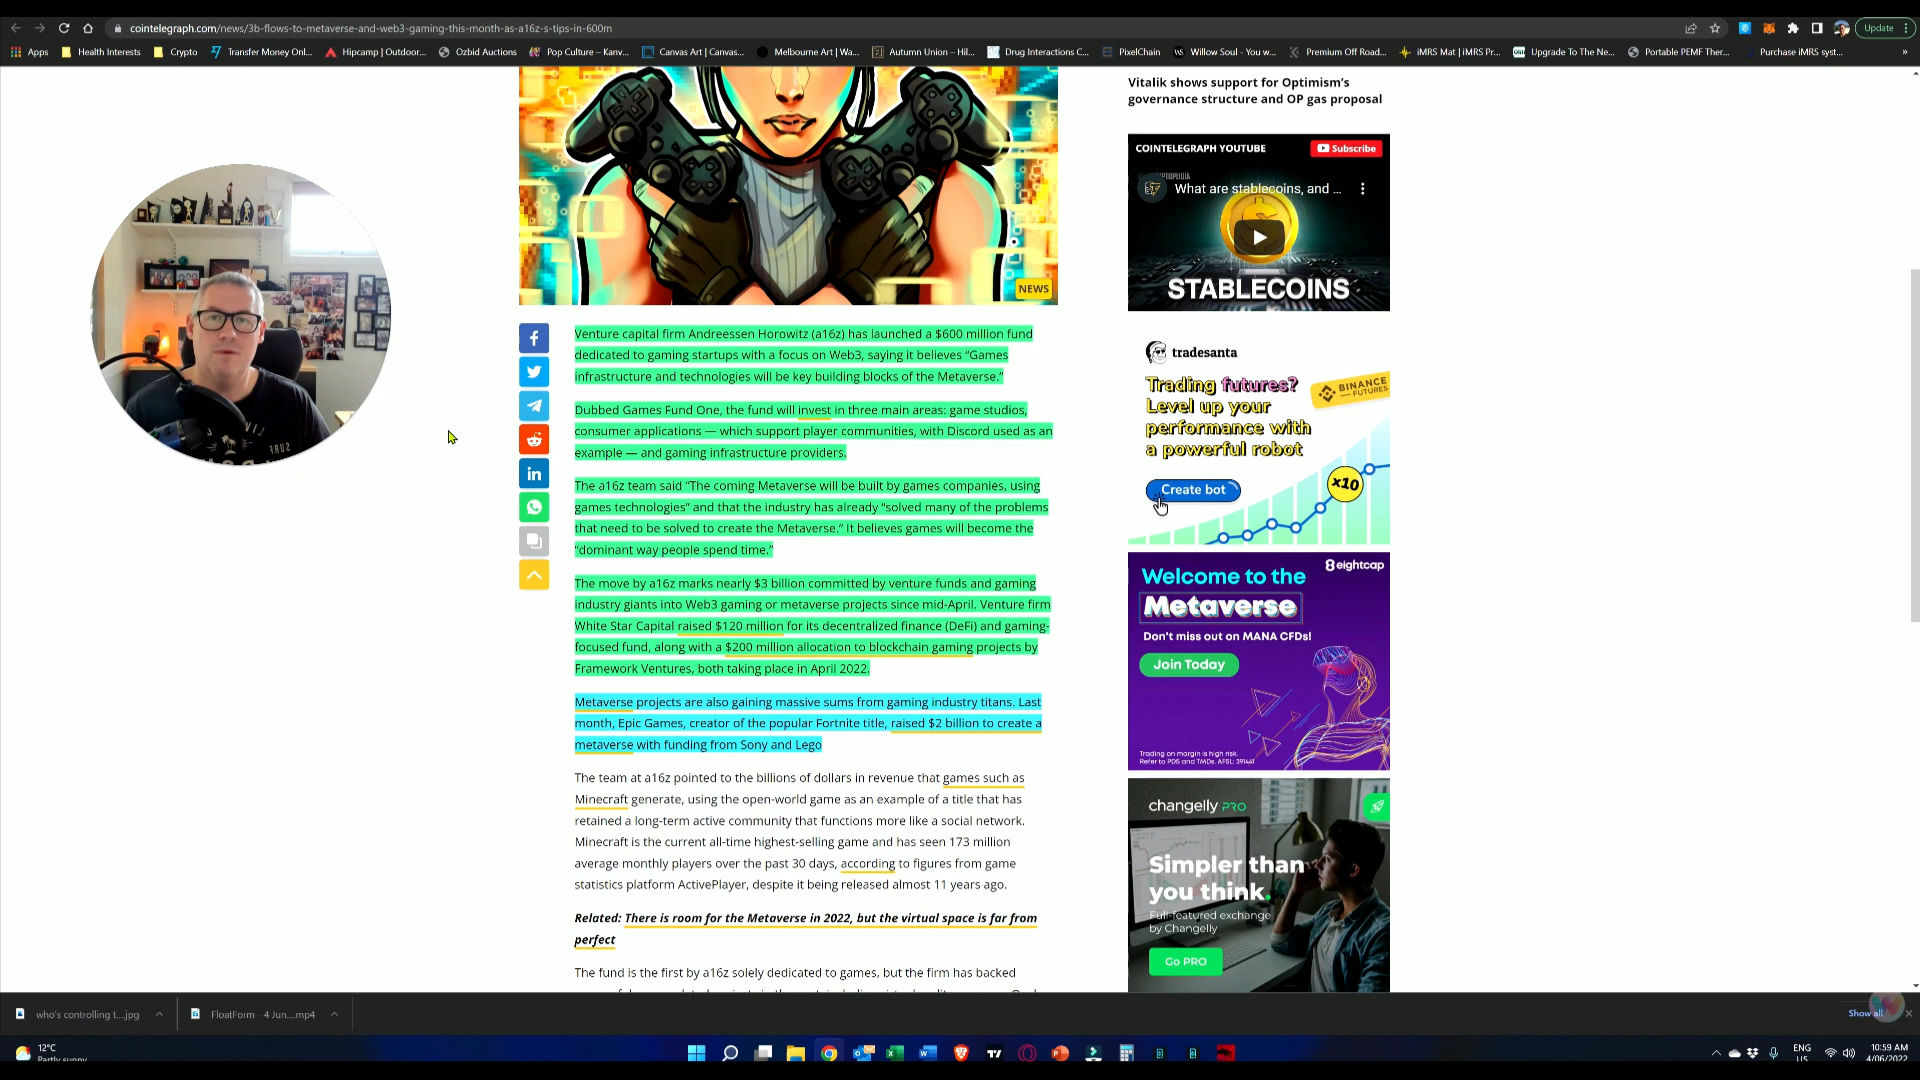 cointelegraph.com/news/3b-flows-to-metaverse-and-web3-gaming-this-month-as-a16z-s-tips-in-600m
Update
Apps
Health Interests
Crypto
Transfer Money Onl...
Hipcamp | Outdoor...
Ozbid Auctions
Pop Culture – Kanv...
Canvas Art | Canvas...
Melbourne Art | Wa...
Autumn Union – Hil...
Drug Interactions C...
PixelChain
Willow Soul - You w...
Premium Off Road...
iMRS Mat | iMRS Pr...
Upgrade To The Ne...
Portable PEMF Ther...
Purchase iMRS syst...
»
NEWS
Venture capital firm Andreessen Horowitz (a16z) has launched a $600 million fund
dedicated to gaming startups with a focus on Web3, saying it believes “Games
infrastructure and technologies will be key building blocks of the Metaverse.”
Dubbed Games Fund One, the fund will invest in three main areas: game studios,
consumer applications — which support player communities, with Discord used as an
example — and gaming infrastructure providers.
The a16z team said “The coming Metaverse will be built by games companies, using
games technologies” and that the industry has already “solved many of the problems
that need to be solved to create the Metaverse.” It believes games will become the
“dominant way people spend time.”
The move by a16z marks nearly $3 billion committed by venture funds and gaming
industry giants into Web3 gaming or metaverse projects since mid-April. Venture firm
White Star Capital raised $120 million for its decentralized finance (DeFi) and gaming-
focused fund, along with a $200 million allocation to blockchain gaming projects by
Framework Ventures, both taking place in April 2022.
Metaverse projects are also gaining massive sums from gaming industry titans. Last
month, Epic Games, creator of the popular Fortnite title, raised $2 billion to create a
metaverse with funding from Sony and Lego
The team at a16z pointed to the billions of dollars in revenue that games such as
Minecraft generate, using the open-world game as an example of a title that has
retained a long-term active community that functions more like a social network.
Minecraft is the current all-time highest-selling game and has seen 173 million
average monthly players over the past 30 days, according to figures from game
statistics platform ActivePlayer, despite it being released almost 11 years ago.
Related: There is room for the Metaverse in 2022, but the virtual space is far from
perfect
The fund is the first by a16z solely dedicated to games, but the firm has backed
Vitalik shows support for Optimism’s
governance structure and OP gas proposal
COINTELEGRAPH YOUTUBE
Subscribe
What are stablecoins, and ...
STABLECOINS
tradesanta
Trading futures?
Level up your
performance with
a powerful robot
BINANCE
FUTURES
Create bot
x10
8eightcap
Welcome to the
Metaverse
Don't miss out on MANA CFDs!
Join Today
Trading on margin is high risk.
Refer to PDS and TMDs. AFSL: 391441
changelly PRO
Simpler than
you think.
Full-featured exchange
by Changelly
Go PRO
who's controlling t....jpg
FloatForm - 4 Jun....mp4
Show all
12°C
Partly sunny
ENG
US
10:59 AM
4/06/2022